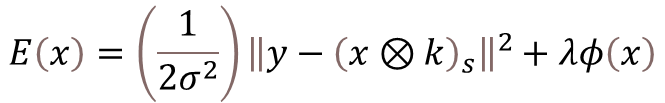 E(x) = (1/2σ²) ‖y − (x ⊗ k)ₛ‖² + λϕ(x)